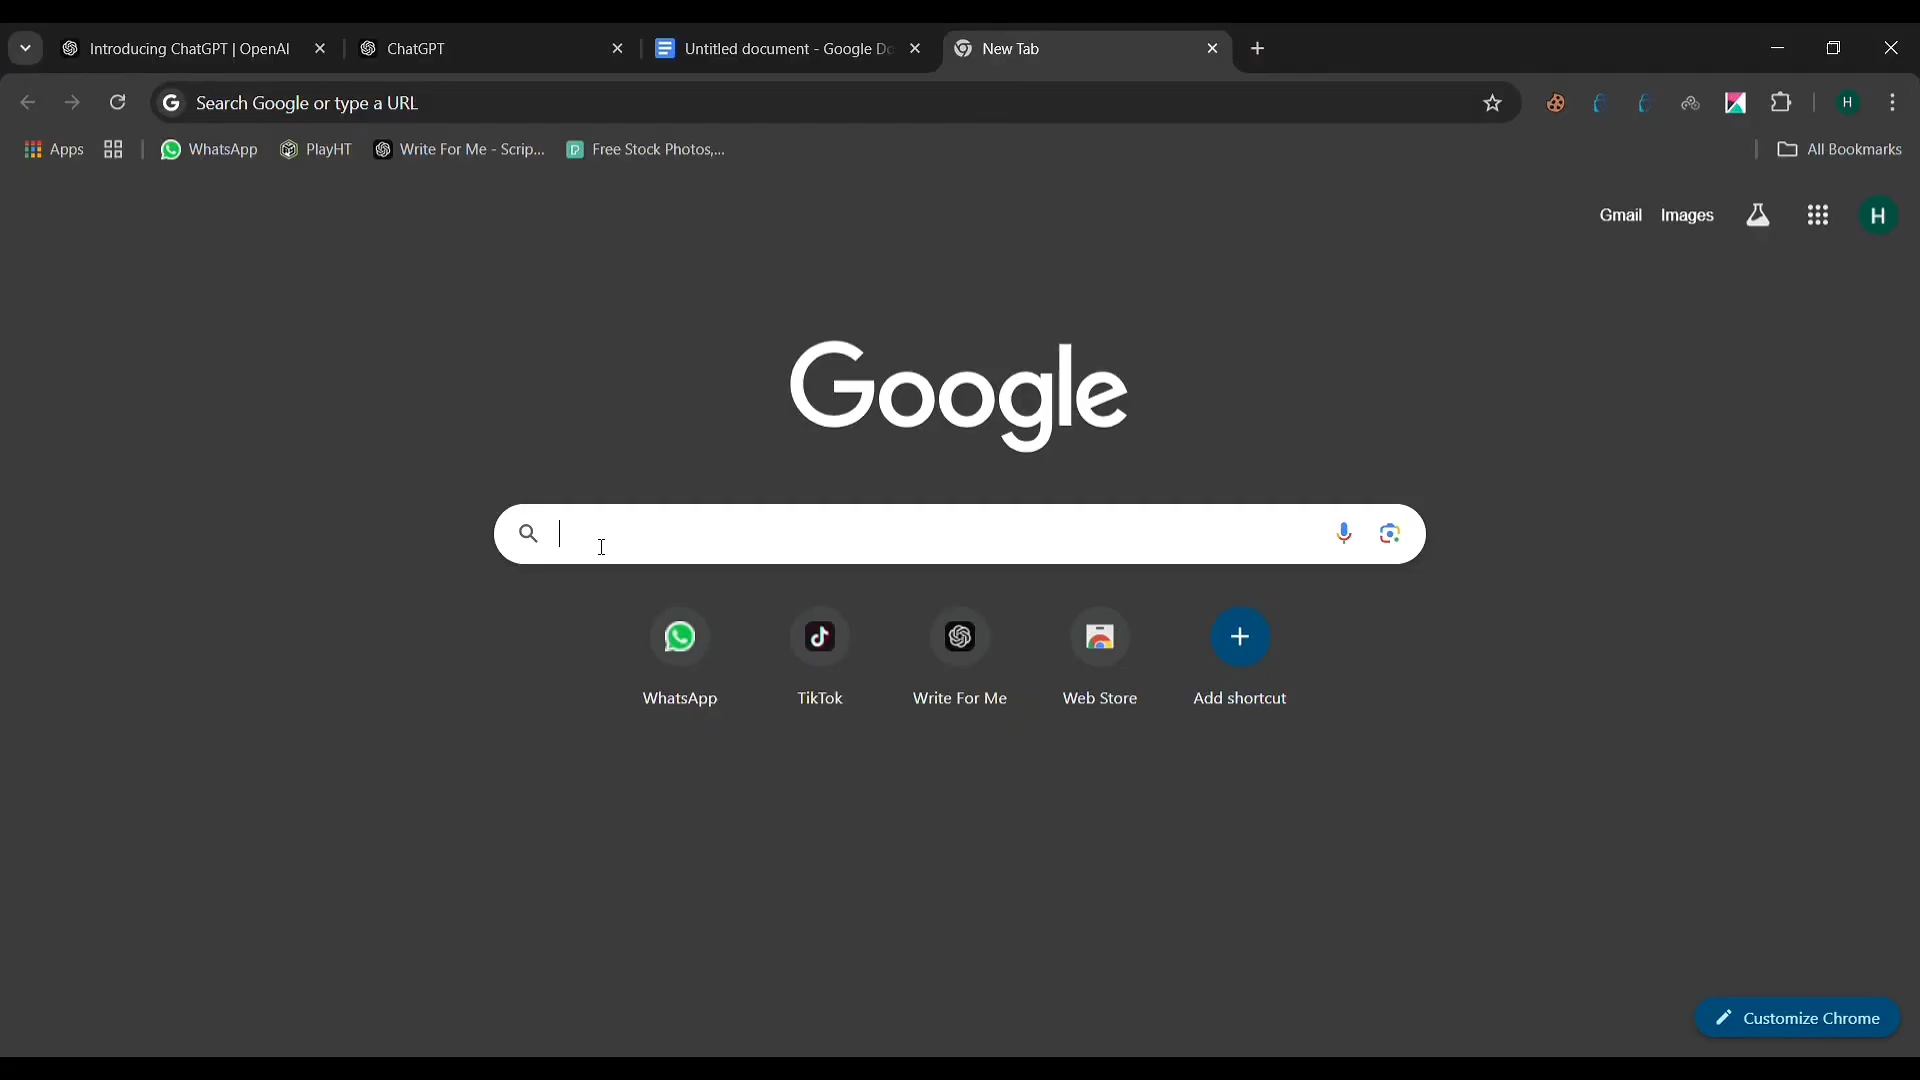 Introducing ChatGPT | OpenAI
ChatGPT
Untitled document - Google Do
New Tab
Search Google or type a URL
H
Apps
WhatsApp
PlayHT
Write For Me - Scrip...
Free Stock Photos,...
All Bookmarks
Gmail
Images
H
Google
WhatsApp
TikTok
Write For Me
Web Store
Add shortcut
Customize Chrome